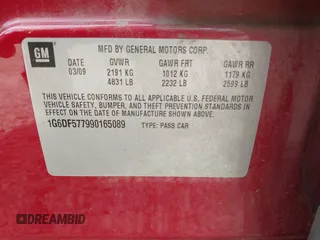 GM
MFD BY GENERAL MOTORS CORP.
DATE GVWR GAWR FRT GAWR RR
03/09 2191 KG 1012 KG 1179 KG
4831 LB 2232 LB 2599 LB
THIS VEHICLE CONFORMS TO ALL APPLICABLE U.S. FEDERAL MOTOR
VEHICLE SAFETY, BUMPER, AND THEFT PREVENTION STANDARDS IN
EFFECT ON THE DATE OF MANUFACTURE SHOWN ABOVE.
1G6DF577990165089 TYPE: PASS CAR
DREAMBID